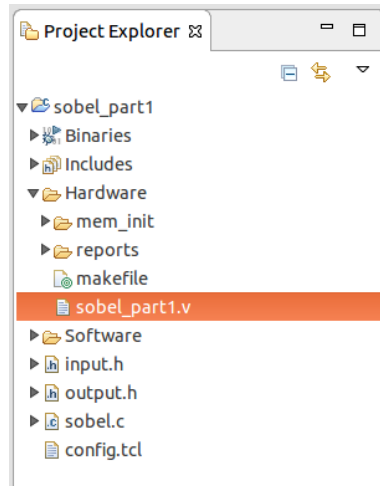 Project Explorer
sobel_part1
Binaries
Includes
Hardware
mem_init
reports
makefile
sobel_part1.v
Software
input.h
output.h
sobel.c
config.tcl